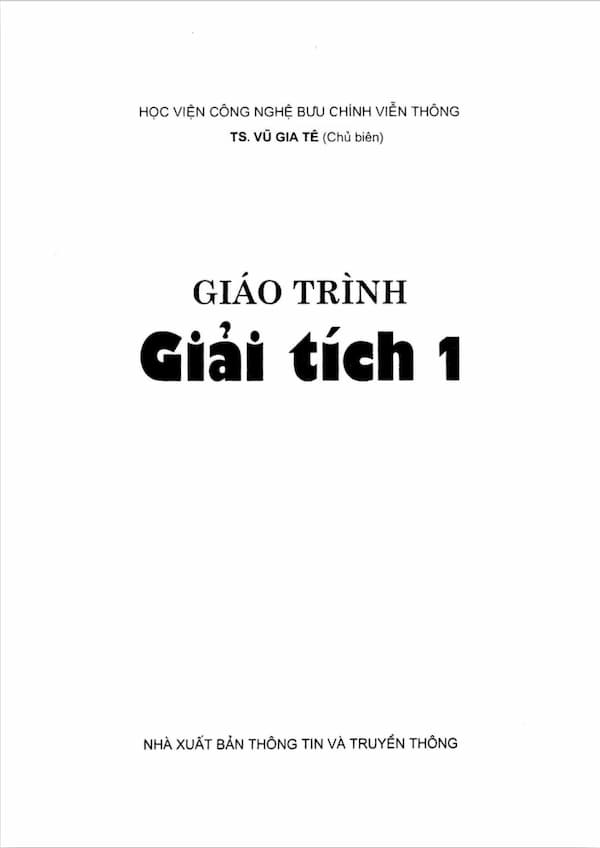 HỌC VIỆN CÔNG NGHỆ BƯU CHÍNH VIỄN THÔNG
TS. VŨ GIA TÊ (Chủ biên)
GIÁO TRÌNH
Giải tích 1
NHÀ XUẤT BẢN THÔNG TIN VÀ TRUYỀN THÔNG